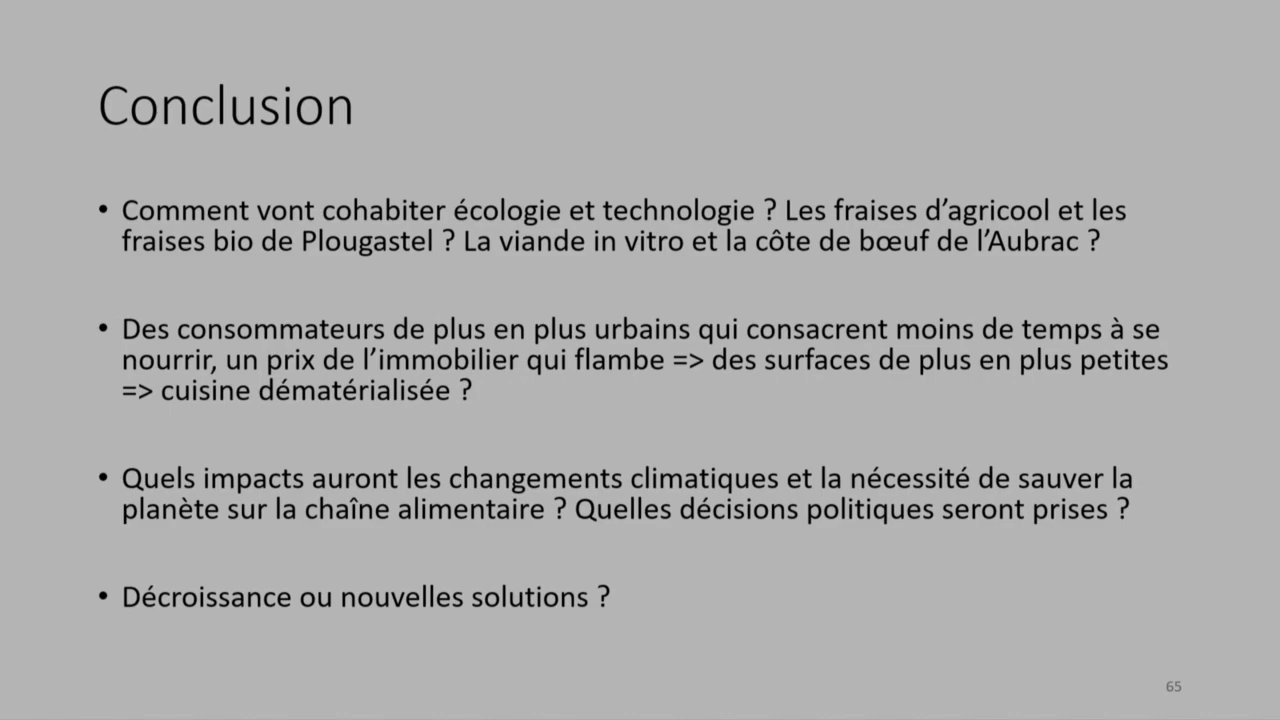 Conclusion
• Comment vont cohabiter écologie et technologie ? Les fraises d’agricool et les
fraises bio de Plougastel ? La viande in vitro et la côte de bœuf de l’Aubrac ?
• Des consommateurs de plus en plus urbains qui consacrent moins de temps à se
nourrir, un prix de l’immobilier qui flambe => des surfaces de plus en plus petites
=> cuisine dématérialisée ?
• Quels impacts auront les changements climatiques et la nécessité de sauver la
planète sur la chaîne alimentaire ? Quelles décisions politiques seront prises ?
• Décroissance ou nouvelles solutions ?
65